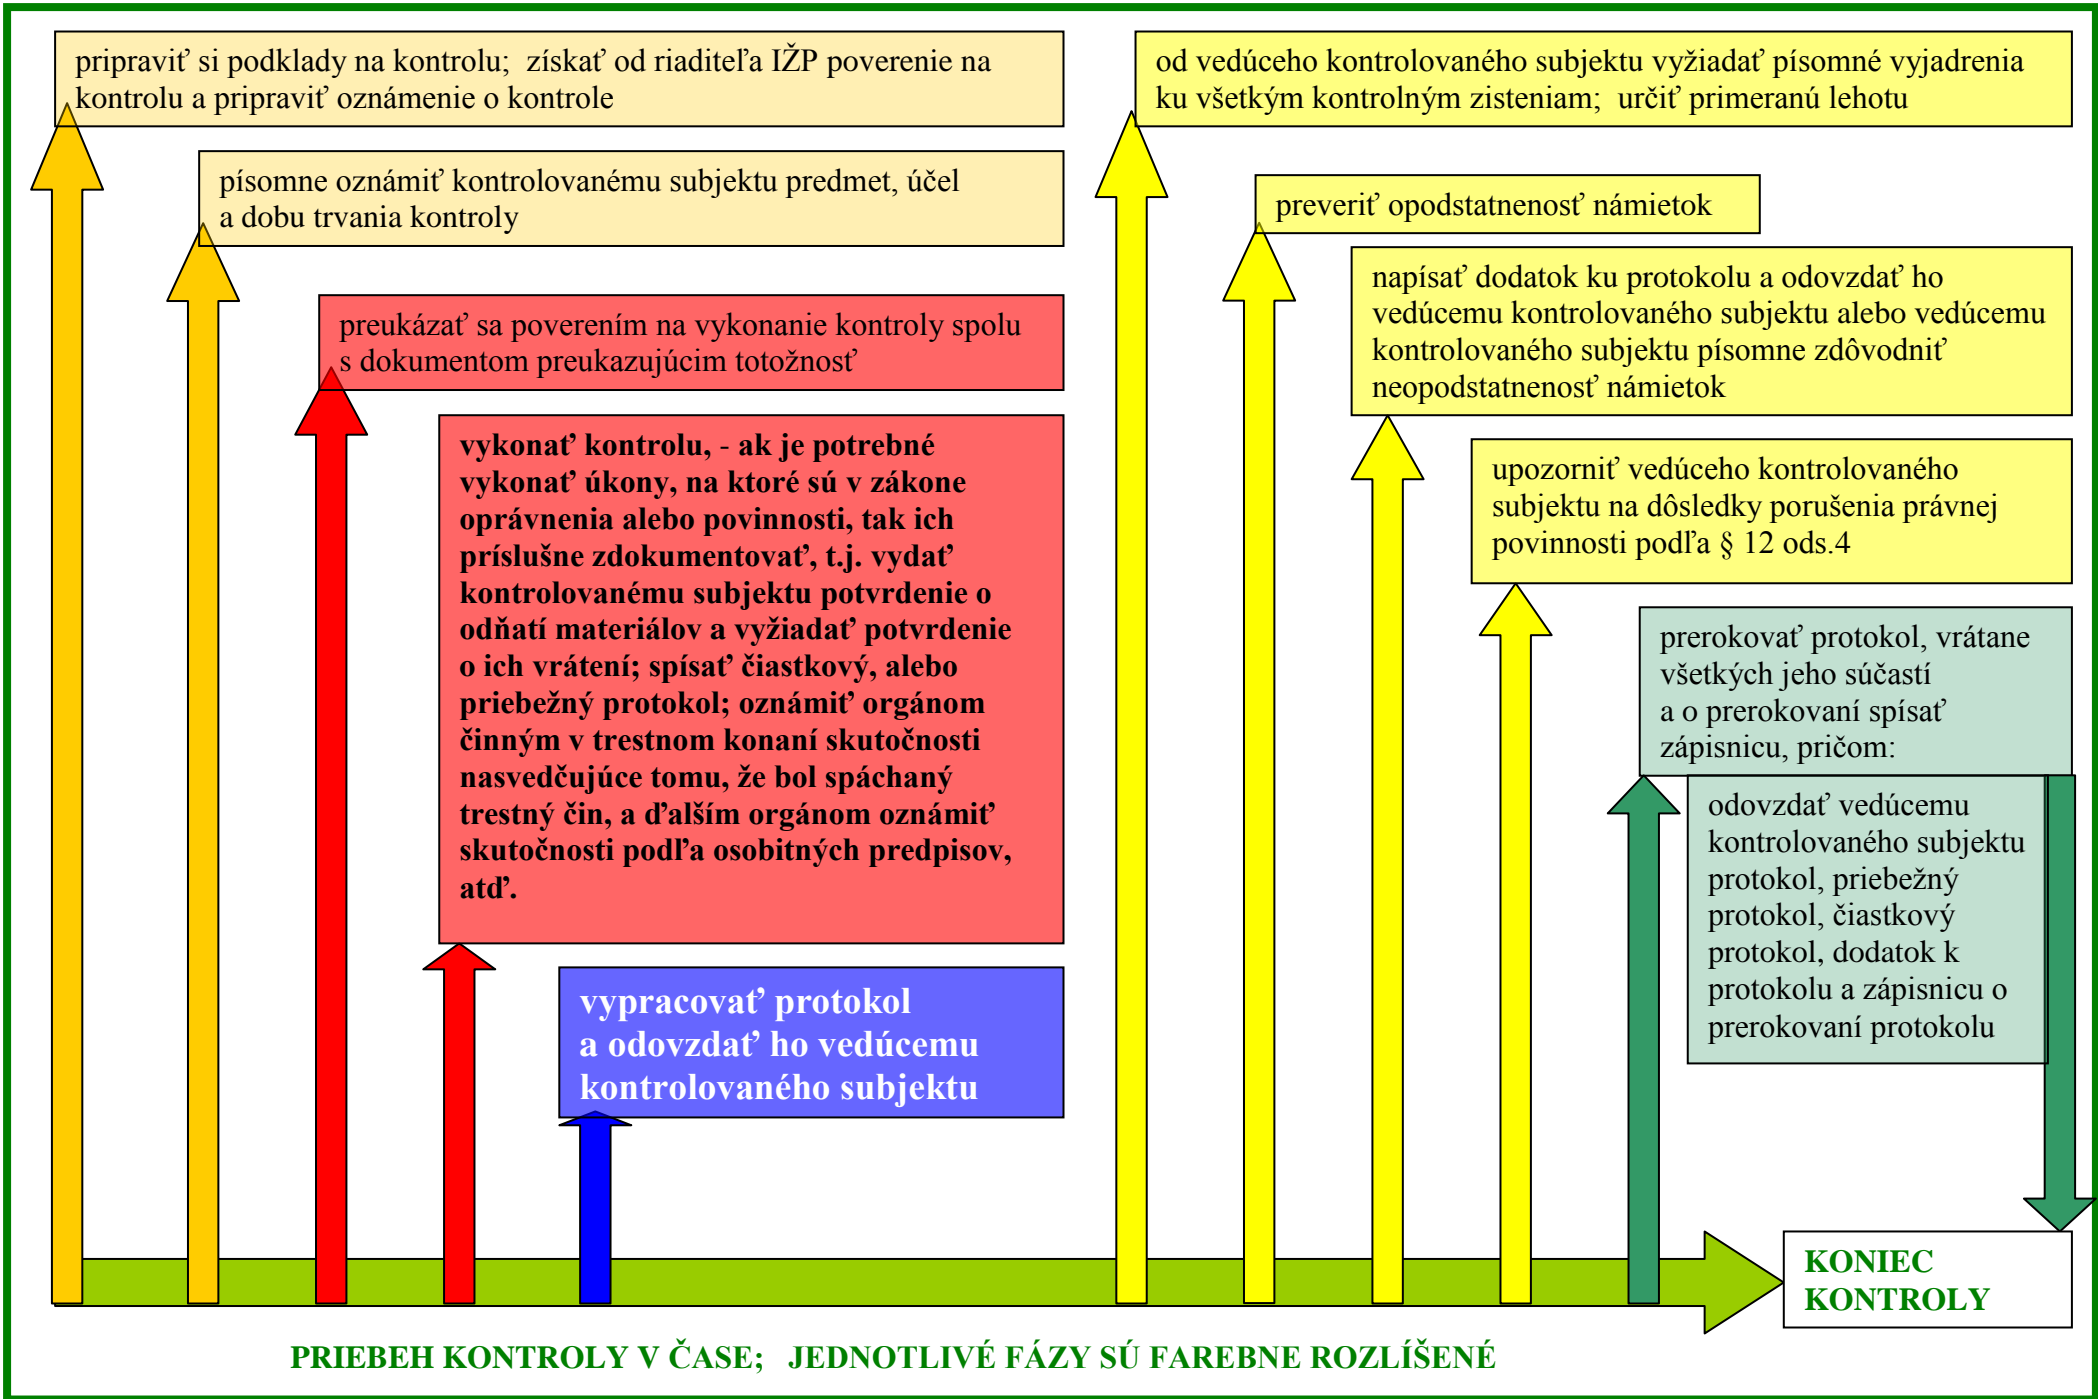 pripraviť si podklady na kontrolu;  získať od riaditeľa IŽP poverenie na
kontrolu a pripraviť oznámenie o kontrole
písomne oznámiť kontrolovanému subjektu predmet, účel
a dobu trvania kontroly
preukázať sa poverením na vykonanie kontroly spolu
s dokumentom preukazujúcim totožnosť
vykonať kontrolu, - ak je potrebné
vykonať úkony, na ktoré sú v zákone
oprávnenia alebo povinnosti, tak ich
príslušne zdokumentovať, t.j. vydať
kontrolovanému subjektu potvrdenie o
odňatí materiálov a vyžiadať potvrdenie
o ich vrátení; spísať čiastkový, alebo
priebežný protokol; oznámiť orgánom
činným v trestnom konaní skutočnosti
nasvedčujúce tomu, že bol spáchaný
trestný čin, a ďalším orgánom oznámiť
skutočnosti podľa osobitných predpisov,
atď.
vypracovať protokol
a odovzdať ho vedúcemu
kontrolovaného subjektu
od vedúceho kontrolovaného subjektu vyžiadať písomné vyjadrenia
ku všetkým kontrolným zisteniam;  určiť primeranú lehotu
preveriť opodstatnenosť námietok
napísať dodatok ku protokolu a odovzdať ho
vedúcemu kontrolovaného subjektu alebo vedúcemu
kontrolovaného subjektu písomne zdôvodniť
neopodstatnenosť námietok
upozorniť vedúceho kontrolovaného
subjektu na dôsledky porušenia právnej
povinnosti podľa § 12 ods.4
prerokovať protokol, vrátane
všetkých jeho súčastí
a o prerokovaní spísať
zápisnicu, pričom:
odovzdať vedúcemu
kontrolovaného subjektu
protokol, priebežný
protokol, čiastkový
protokol, dodatok k
protokolu a zápisnicu o
prerokovaní protokolu
KONIEC
KONTROLY
PRIEBEH KONTROLY V ČASE;   JEDNOTLIVÉ FÁZY SÚ FAREBNE ROZLÍŠENÉ